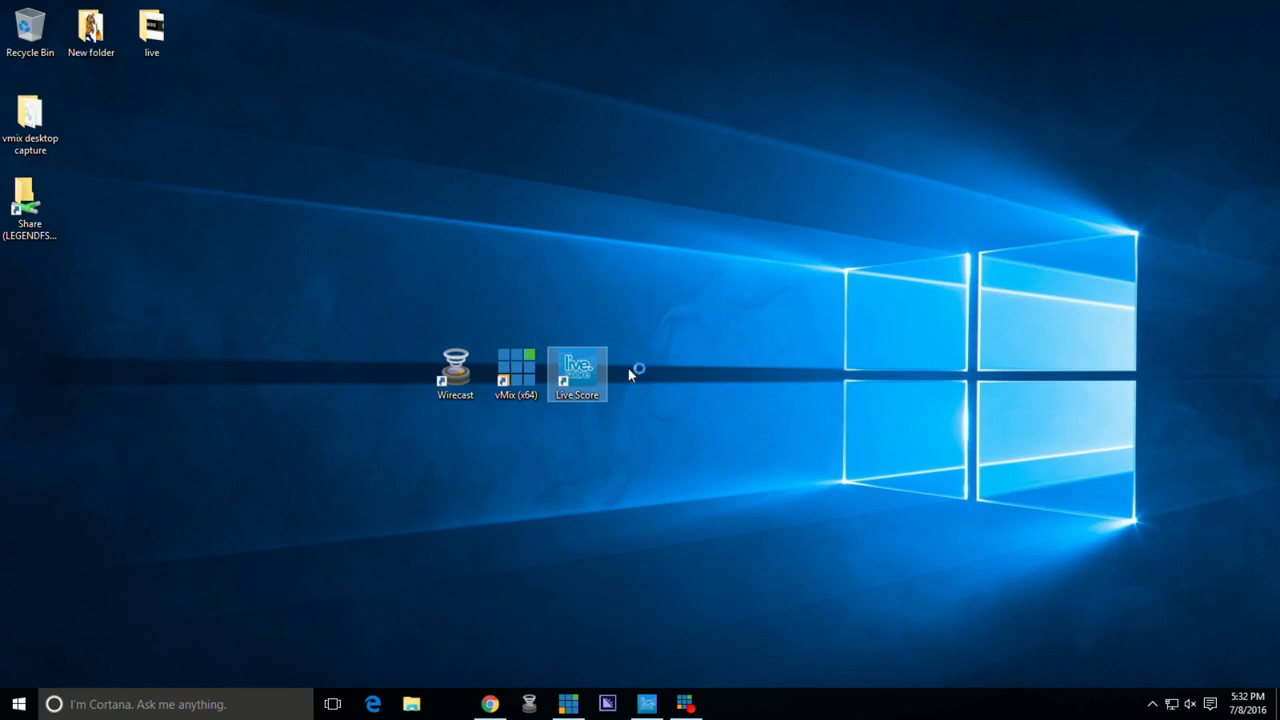 Recycle Bin
New folder
live
vmix desktop
capture
Share
(LEGENDFS...
live.
Wirecast
vMix (x64)
Live Score
I'm Cortana. Ask me anything.
5:32 PM
7/8/2016